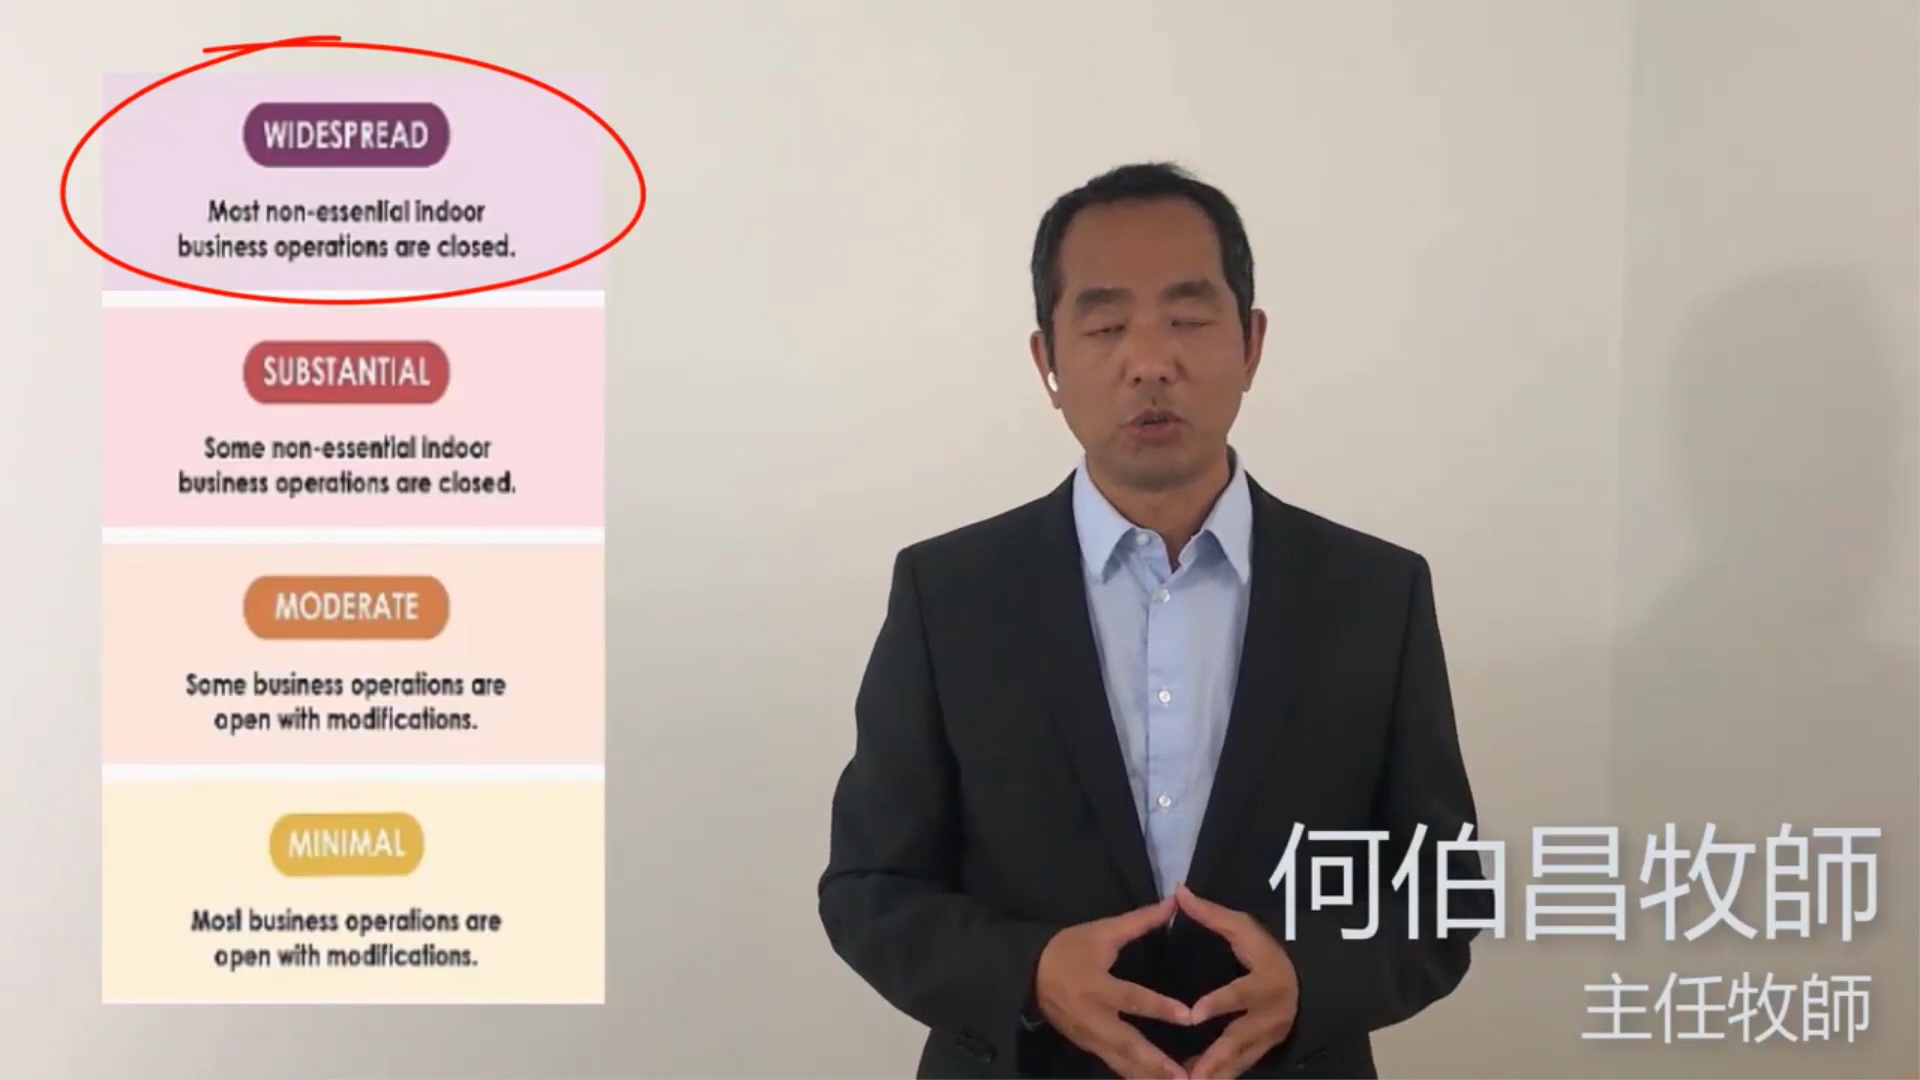 WIDESPREAD
Most non-essential indoor
business operations are closed.
SUBSTANTIAL
Some non-essential indoor
business operations are closed.
MODERATE
Some business operations are
open with modifications.
MINIMAL
Most business operations are
open with modifications.
何伯昌牧師
主任牧師